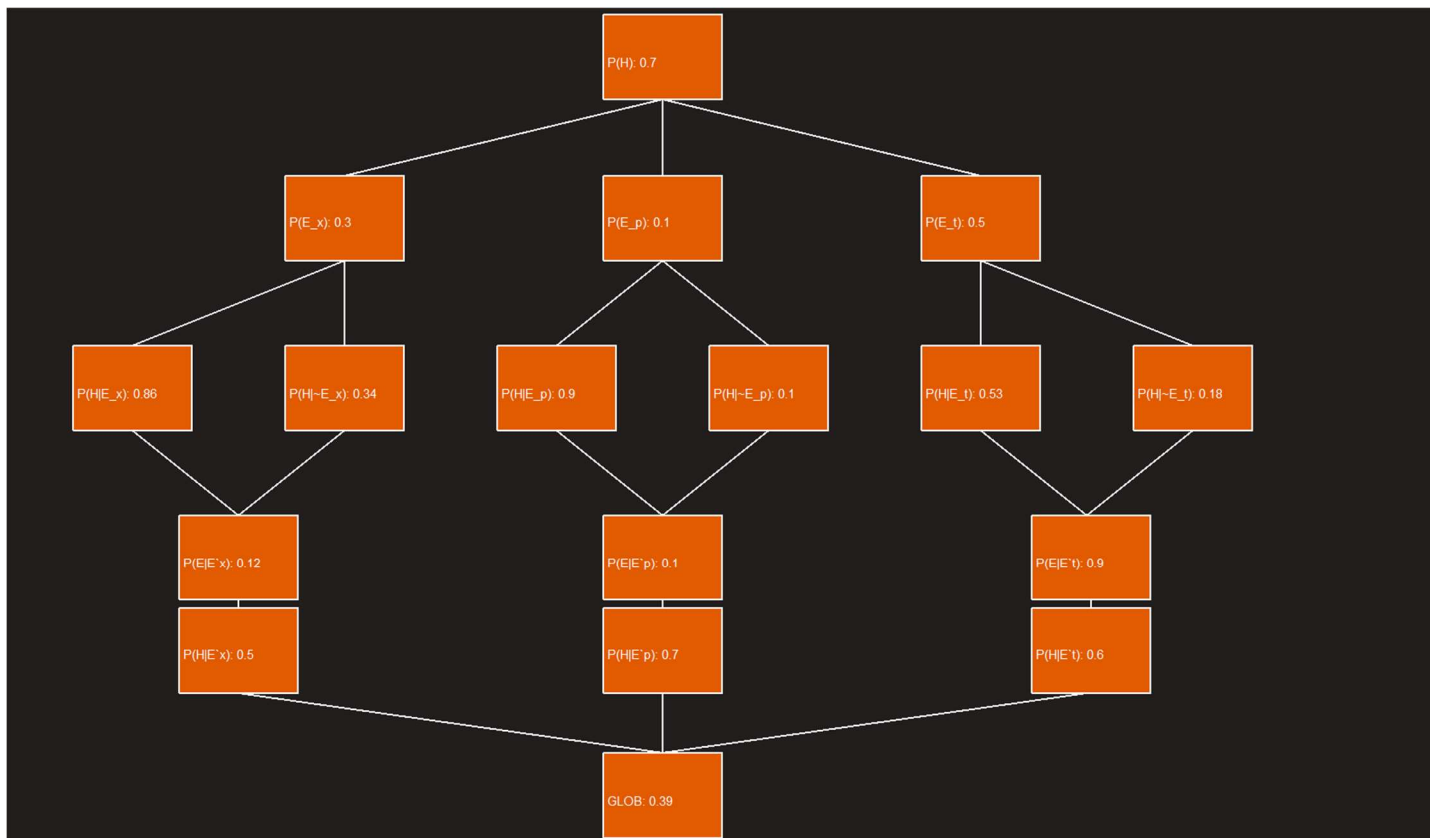 P(H): 0.7
P(E_x): 0.3
P(E_p): 0.1
P(E_t): 0.5
P(H|E_x): 0.86
P(H|~E_x): 0.34
P(H|E_p): 0.9
P(H|~E_p): 0.1
P(H|E_t): 0.53
P(H|~E_t): 0.18
P(E|E`x): 0.12
P(E|E`p): 0.1
P(E|E`t): 0.9
P(H|E`x): 0.5
P(H|E`p): 0.7
P(H|E`t): 0.6
GLOB: 0.39